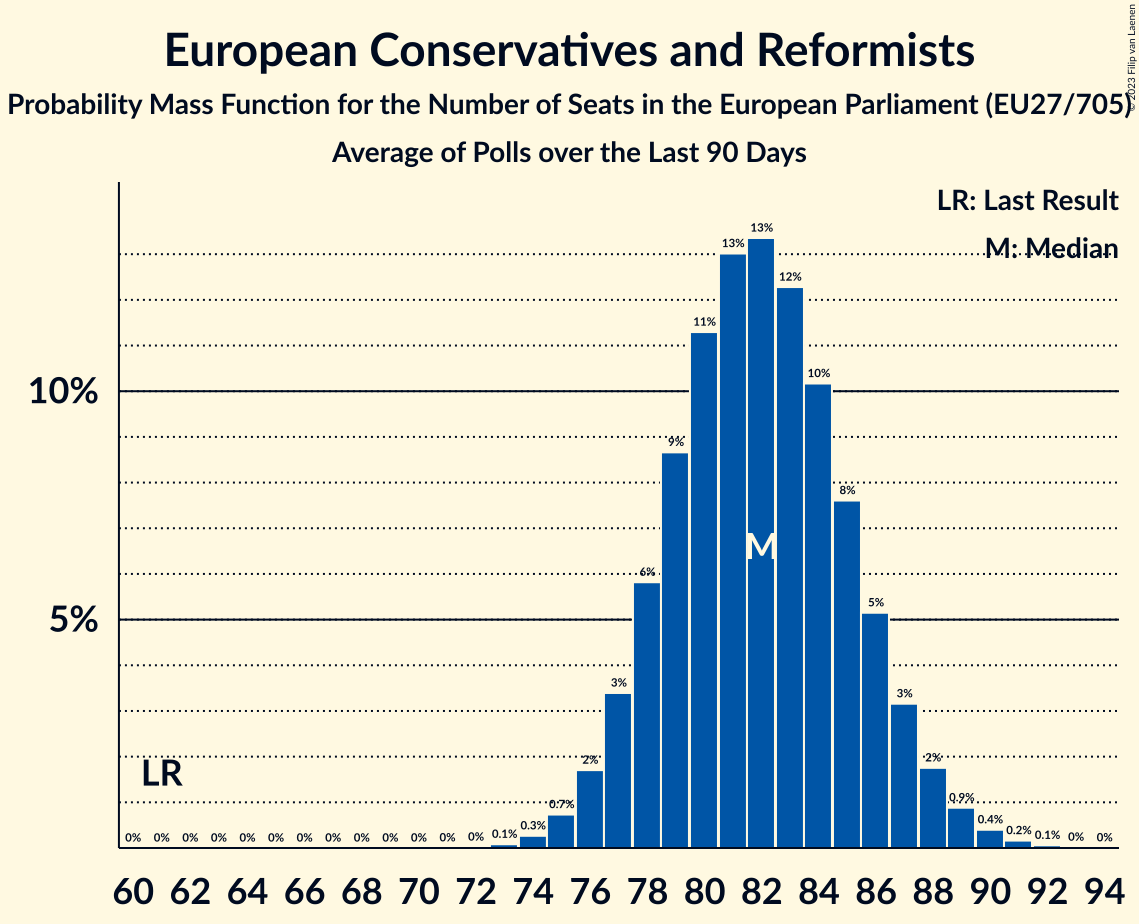 European Conservatives and Reformists
Probability Mass Function for the Number of Seats in the European Parliament (EU27/705)
Average of Polls over the Last 90 Days
© 2023 Filip van Laenen
LR: Last Result
M: Median
10%
5%
LR
M
0% 0% 0% 0% 0% 0% 0% 0% 0% 0% 0% 0% 0% 0.1% 0.3% 0.7% 2% 3% 6% 9% 11% 13% 13% 12% 10% 8% 5% 3% 2% 0.9% 0.4% 0.2% 0.1% 0% 0%
60 62 64 66 68 70 72 74 76 78 80 82 84 86 88 90 92 94